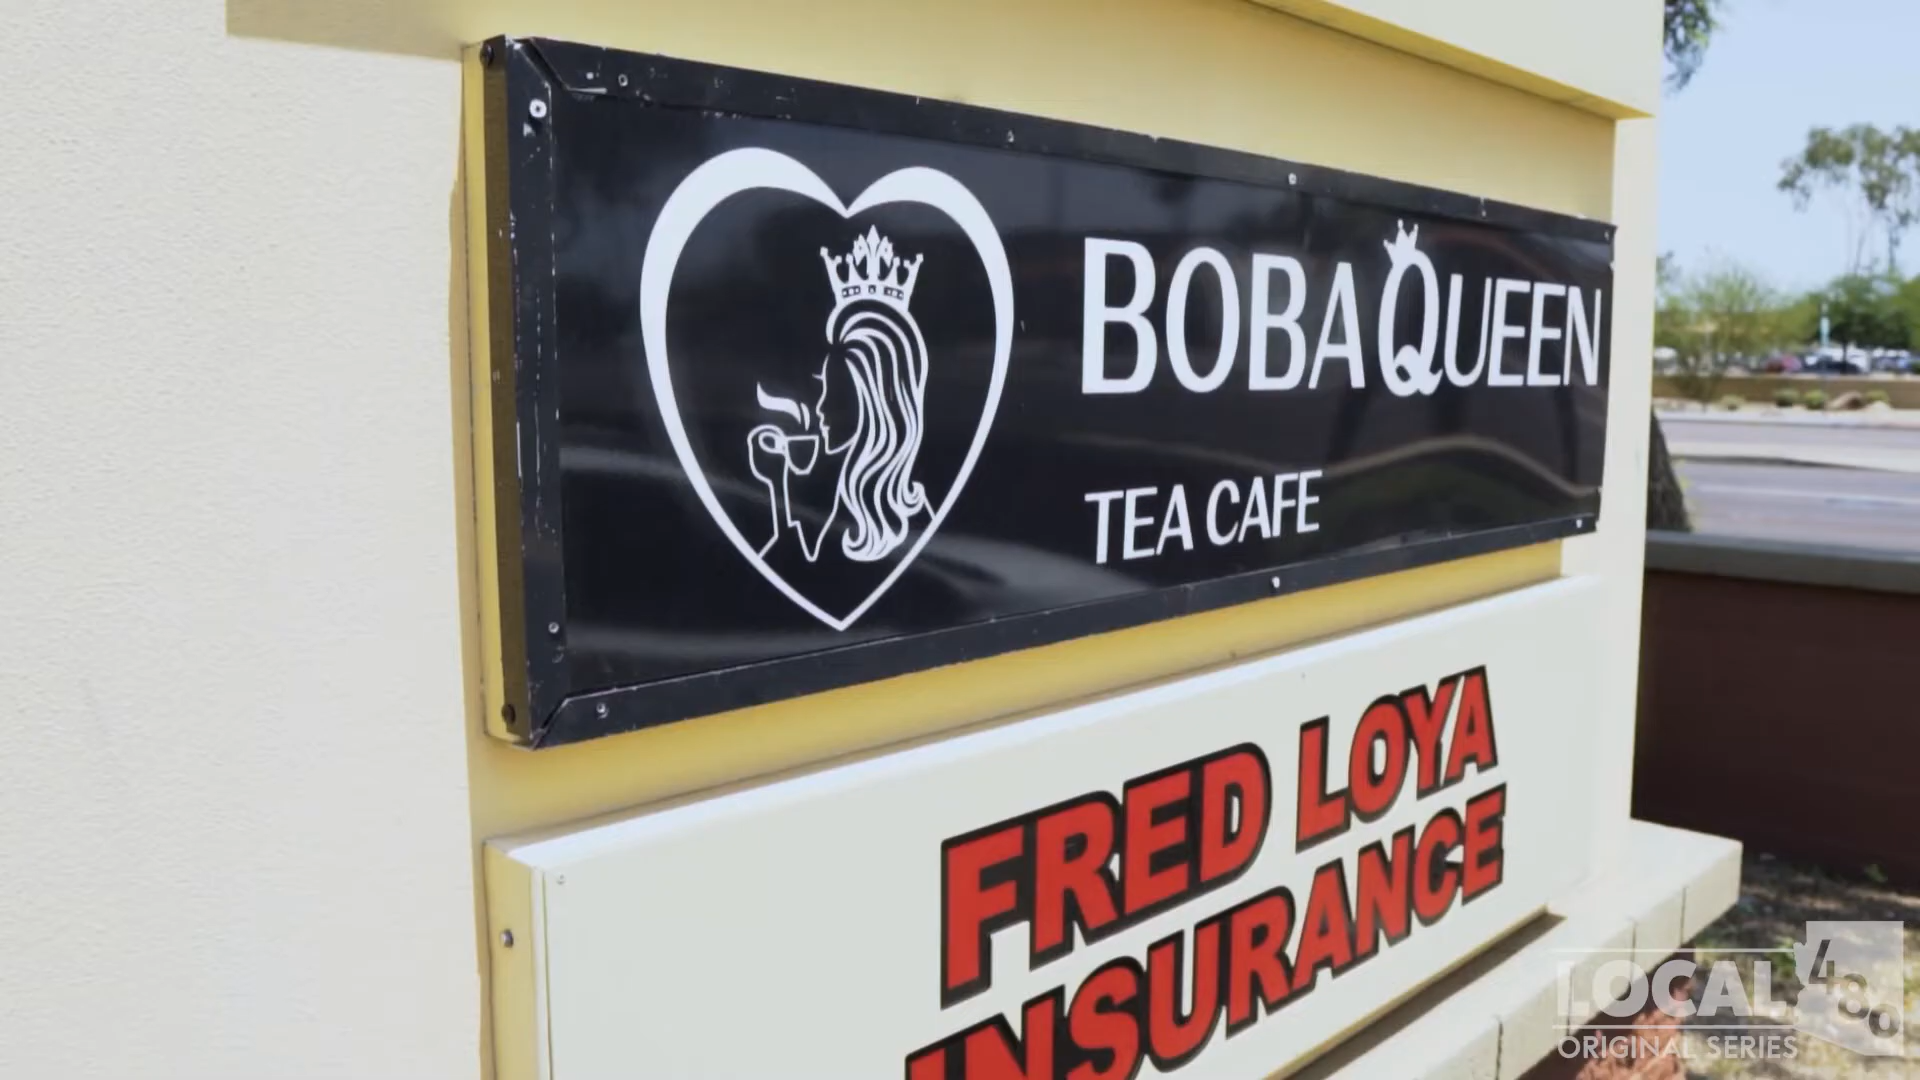 BOBA QUEEN
TEA CAFE
FRED LOYA
INSURANCE
LOCAL 480
ORIGINAL SERIES